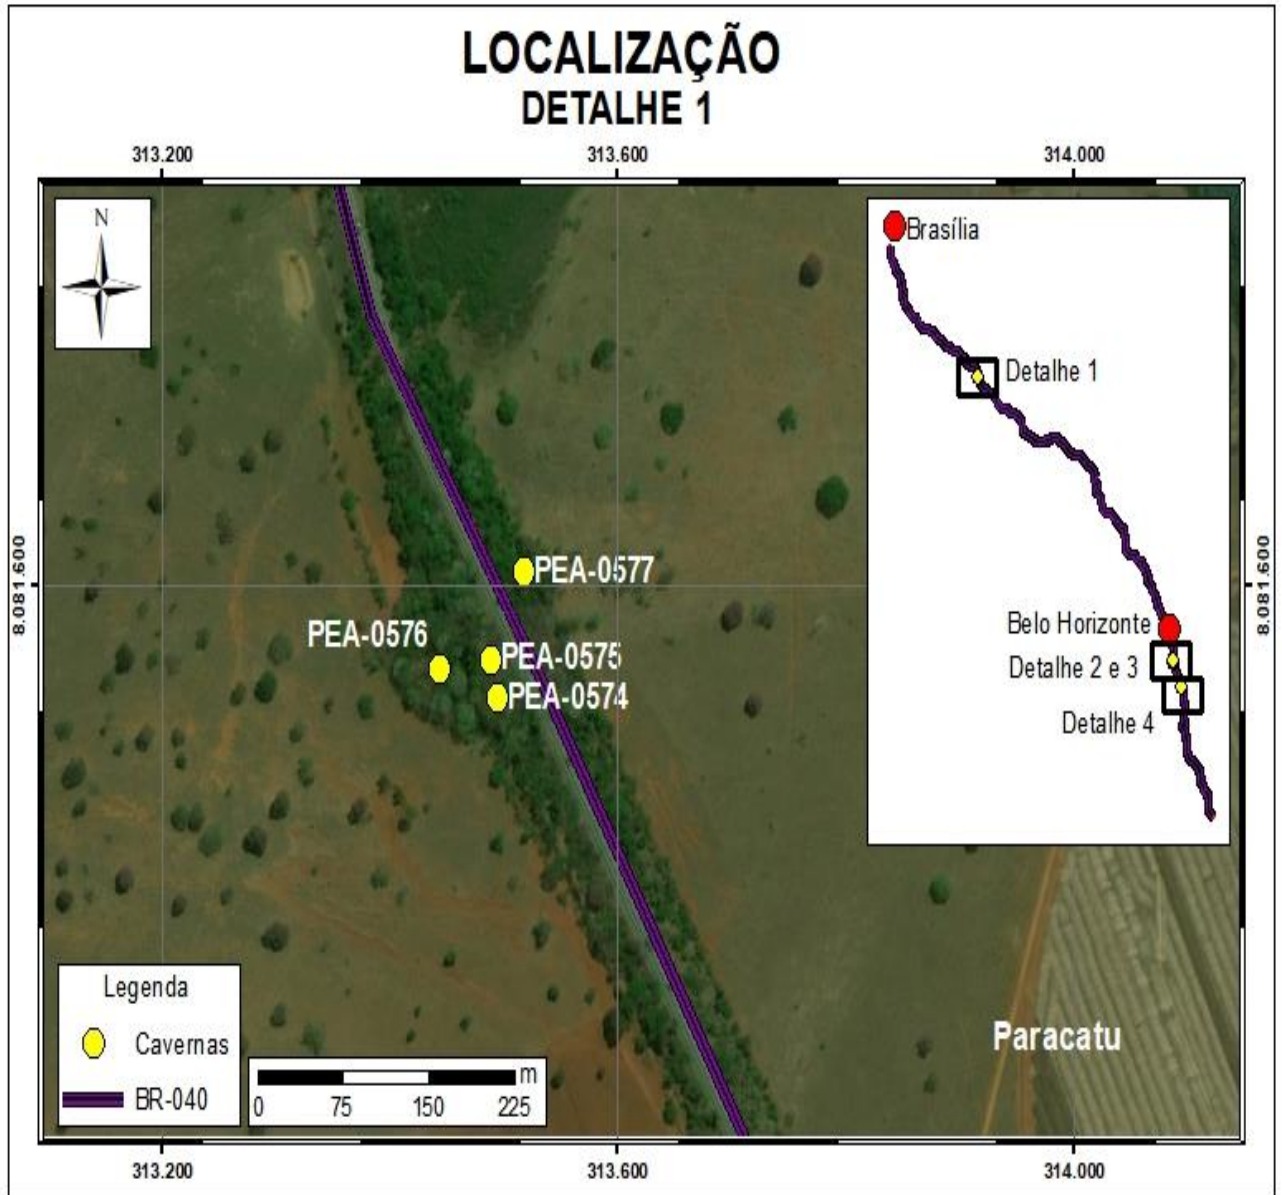 LOCALIZAÇÃO
DETALHE 1
313.200
313.600
314.000
N
Brasília
Detalhe 1
8.081.600
8.081.600
PEA-0577
PEA-0576
PEA-0575
PEA-0574
Belo Horizonte
Detalhe 2 e 3
Detalhe 4
Legenda
Cavernas
BR-040
m
0 75 150 225
Paracatu
313.200
313.600
314.000